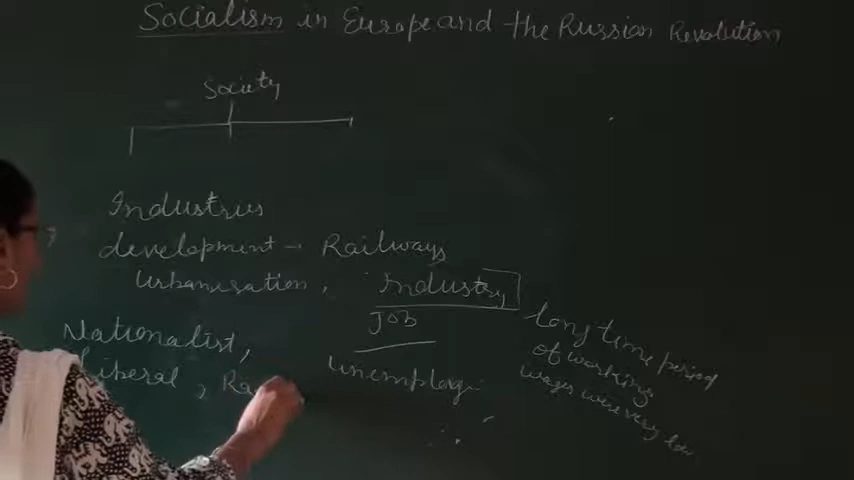 Socialism in Europe and the Russian Revolution
Society
Industries
development - Railways
Urbanisation, Industry
Job
long time period
of working
wages were very low
Nationalist,
Liberal, Ra
unemploy